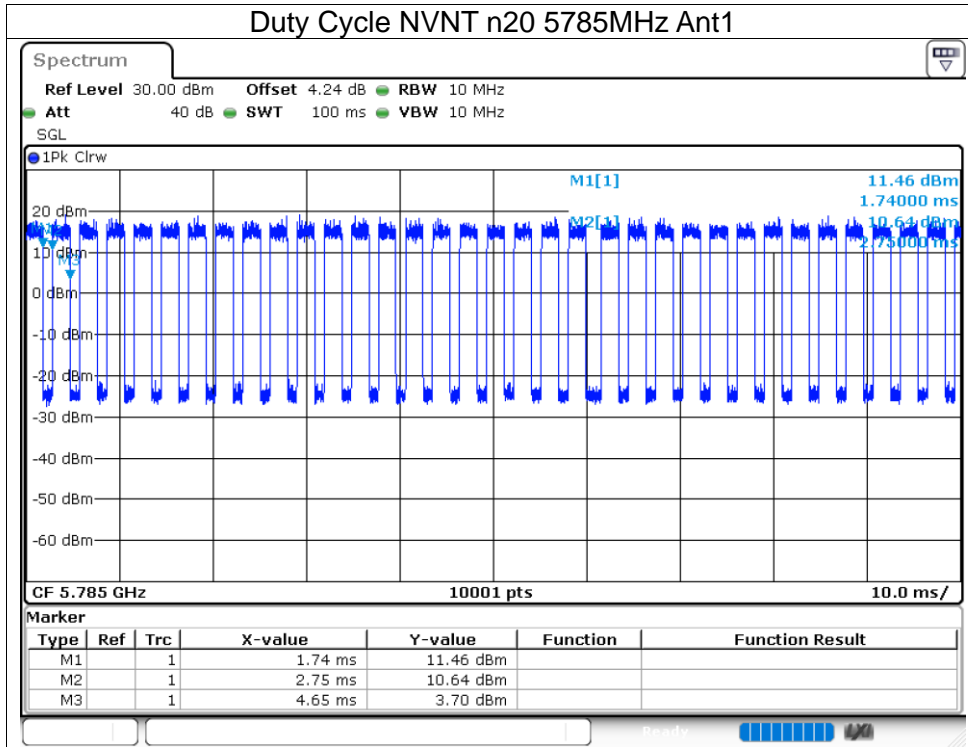 Duty Cycle NVNT n20 5785MHz Ant1
Spectrum
Ref Level 30.00 dBm Offset 4.24 dB RBW 10 MHz
Att 40 dB SWT 100 ms VBW 10 MHz
SGL
1Pk Clrw
M1[1] 11.46 dBm
1.74000 ms
20 dBm
M2[1] 10.64 dBm
2.75000 ms
10 dBm
M3
0 dBm
-10 dBm
-20 dBm
-30 dBm
-40 dBm
-50 dBm
-60 dBm
CF 5.785 GHz 10001 pts 10.0 ms/
Marker
Type Ref Trc X-value Y-value Function Function Result
M1 1 1.74 ms 11.46 dBm
M2 1 2.75 ms 10.64 dBm
M3 1 4.65 ms 3.70 dBm
Ready LXI